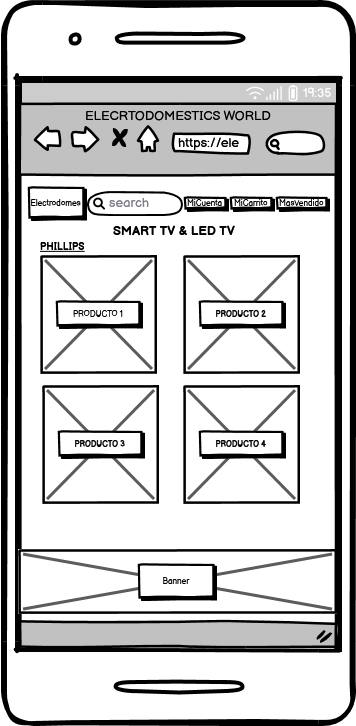 19:35
ELECRTODOMESTICS WORLD
https://ele
Electrodomes search MiCuenta MiCarrito MasVendido
SMART TV & LED TV
PHILLIPS
PRODUCTO 1 PRODUCTO 2
PRODUCTO 3 PRODUCTO 4
Banner